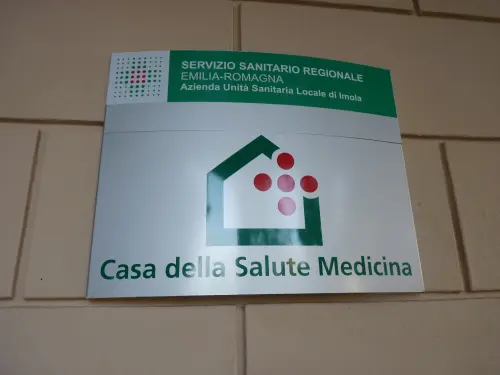 SERVIZIO SANITARIO REGIONALE
EMILIA-ROMAGNA
Azienda Unità Sanitaria Locale di Imola
Casa della Salute Medicina